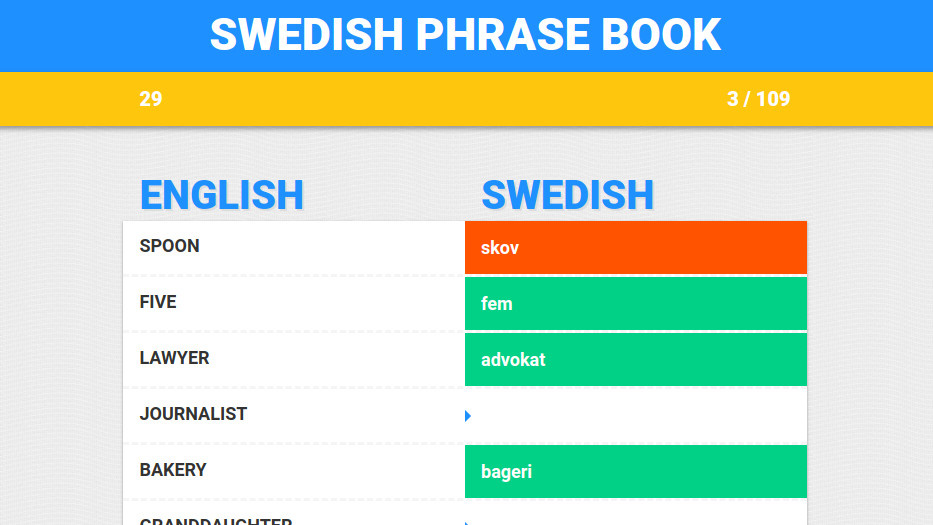 SWEDISH PHRASE BOOK
29 3 / 109
ENGLISH SWEDISH
SPOON skov
FIVE fem
LAWYER advokat
JOURNALIST
BAKERY bageri
GRANDDAUGHTER